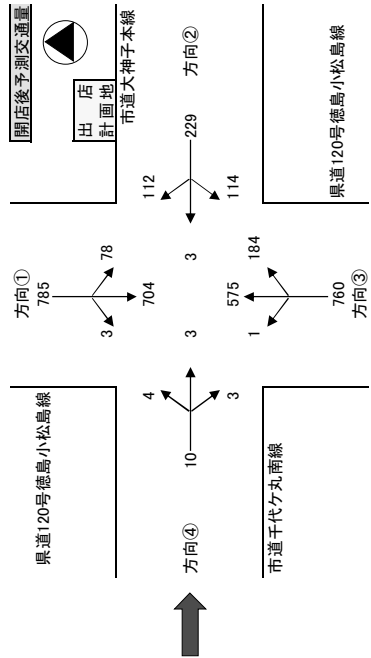 開店後予測交通量
出店
計画地
市道大神子本線
県道120号徳島小松島線
方向①
785
3
78
704
方向②
229
112
114
3
4
3
3
10
方向④
575
184
1
760
方向③
市道千代ケ丸南線
県道120号徳島小松島線